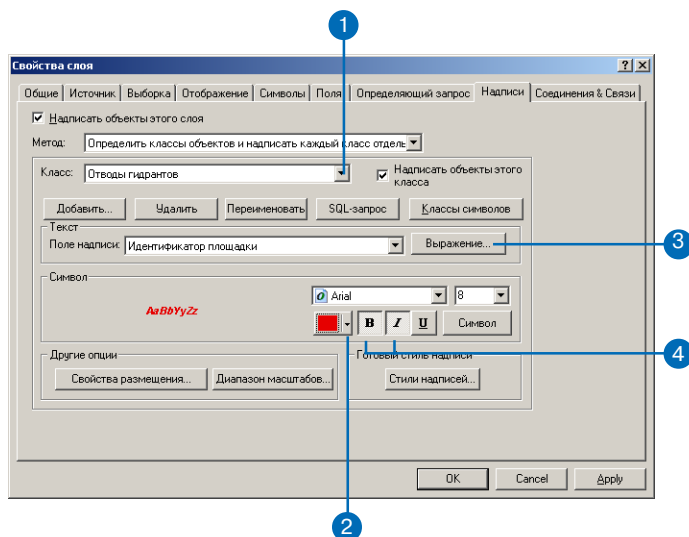 1
Свойства слоя
Общие Источник Выборка Отображение Символы Поля Определяющий запрос Надписи Соединения & Связи
Надписать объекты этого слоя
Метод: Определить классы объектов и надписать каждый класс отдель
Класс: Отводы гидрантов
Надписать объекты этого класса
Добавить... Удалить Переименовать SQL-запрос Классы символов
Текст
Поле надписи: Идентификатор площадки Выражение... 3
Символ
AaBbYyZz
Arial 8
B I U Символ
4
Другие опции
Готовый стиль надписи
Свойства размещения... Диапазон масштабов... Стили надписей...
OK Cancel Apply
2